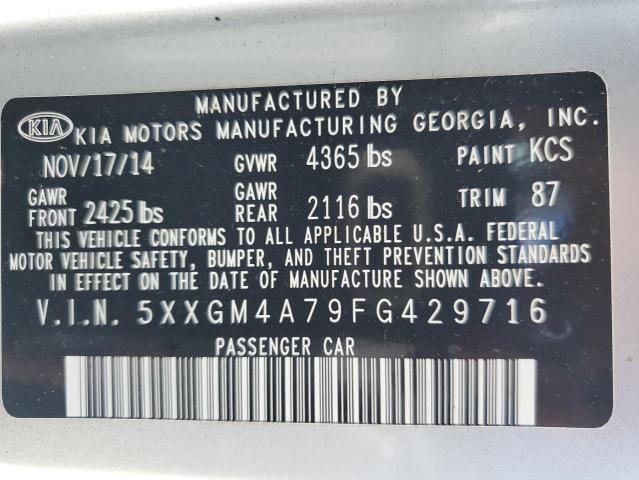 MANUFACTURED BY
KIA KIA MOTORS MANUFACTURING GEORGIA, INC.
NOV/17/14 GVWR 4365 lbs PAINT KCS
GAWR FRONT 2425 lbs GAWR REAR 2116 lbs TRIM 87
THIS VEHICLE CONFORMS TO ALL APPLICABLE U.S.A. FEDERAL
MOTOR VEHICLE SAFETY, BUMPER, AND THEFT PREVENTION STANDARDS
IN EFFECT ON THE DATE OF MANUFACTURE SHOWN ABOVE.
V.I.N. 5XXGM4A79FG429716
PASSENGER CAR